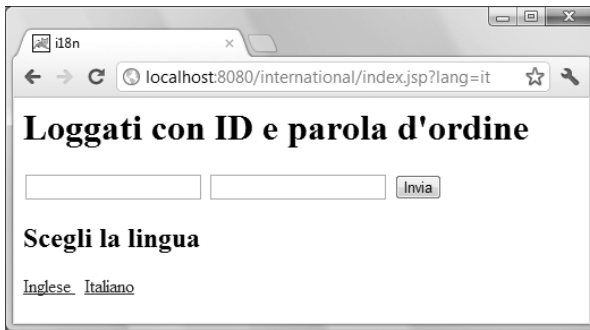 i18n
localhost:8080/international/index.jsp?lang=it
Loggati con ID e parola d'ordine
Invia
Scegli la lingua
Inglese Italiano